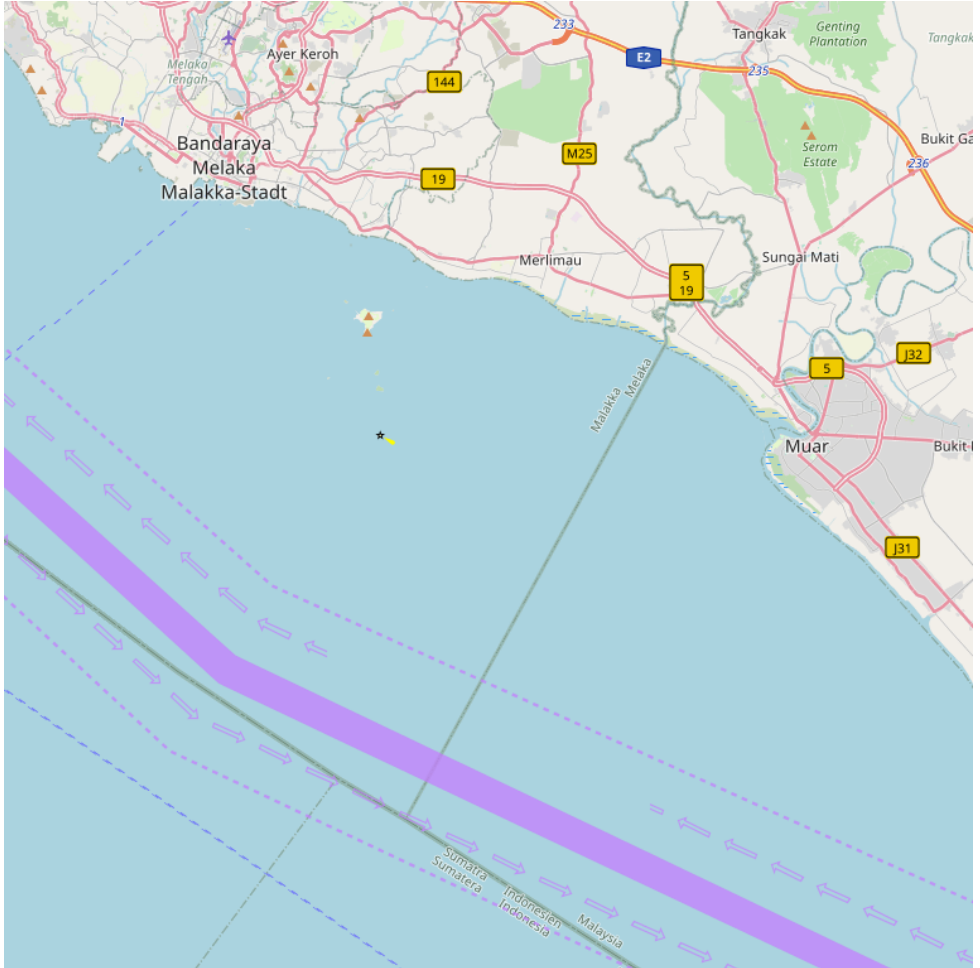 233
Tangkak
Genting
Plantation
Tangkak
E2
235
Ayer Keroh
Melaka
Tengah
144
1
Bandaraya
Melaka
Malakka-Stadt
M25
19
Serom
Estate
236
Bukit Ga
Merlimau
Sungai Mati
5
19
J32
5
Malakka
Melaka
Muar
Bukit
J31
Sumatra
Sumatera
Indonesien
Indonesia
Malaysia